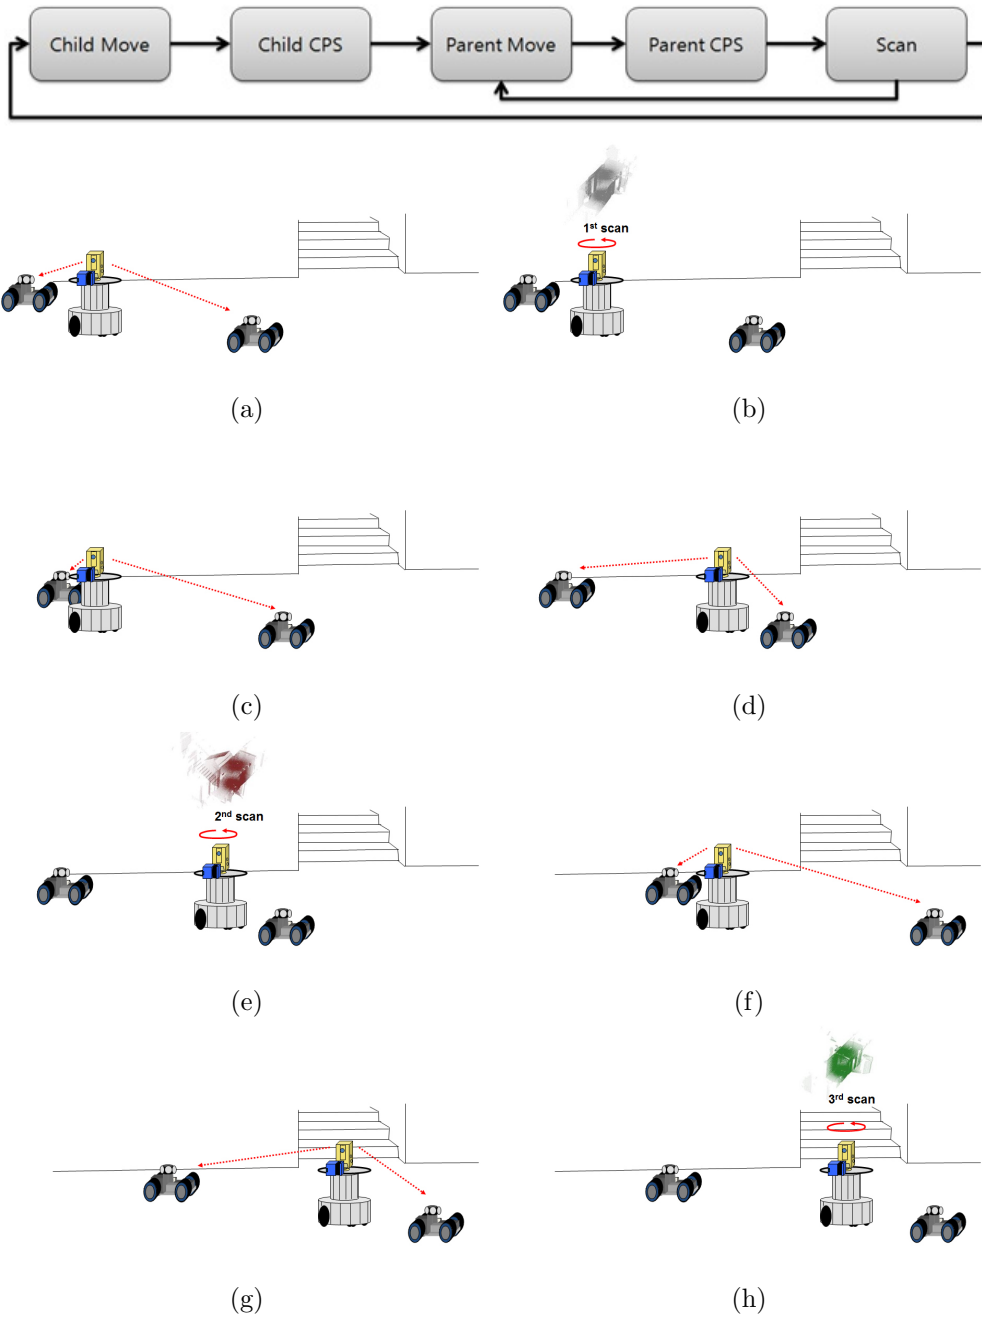 Child Move Child CPS Parent Move Parent CPS Scan
1st scan
(a) (b)
(c) (d)
2nd scan
(e) (f)
3rd scan
(g) (h)